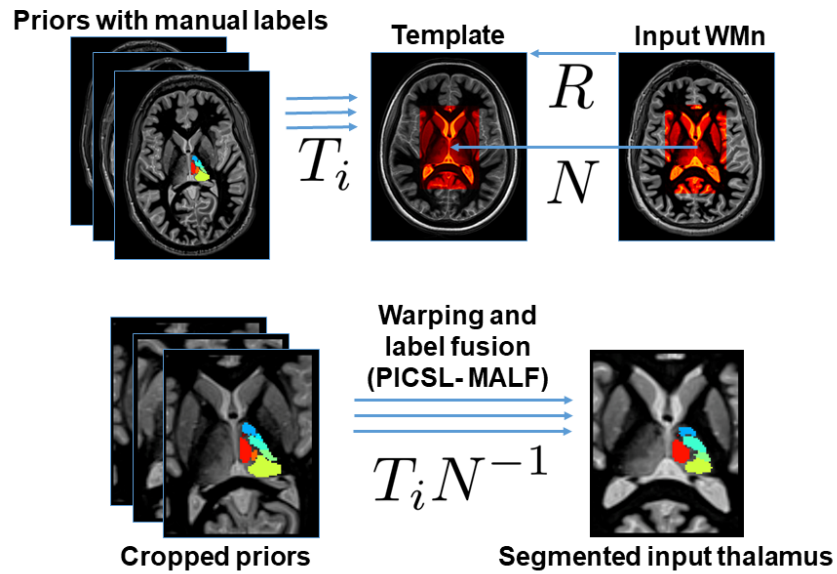 Priors with manual labels
Template
Input WMn
R
T_i
N
Warping and
label fusion
(PICSL- MALF)
T_i N^{-1}
Cropped priors
Segmented input thalamus